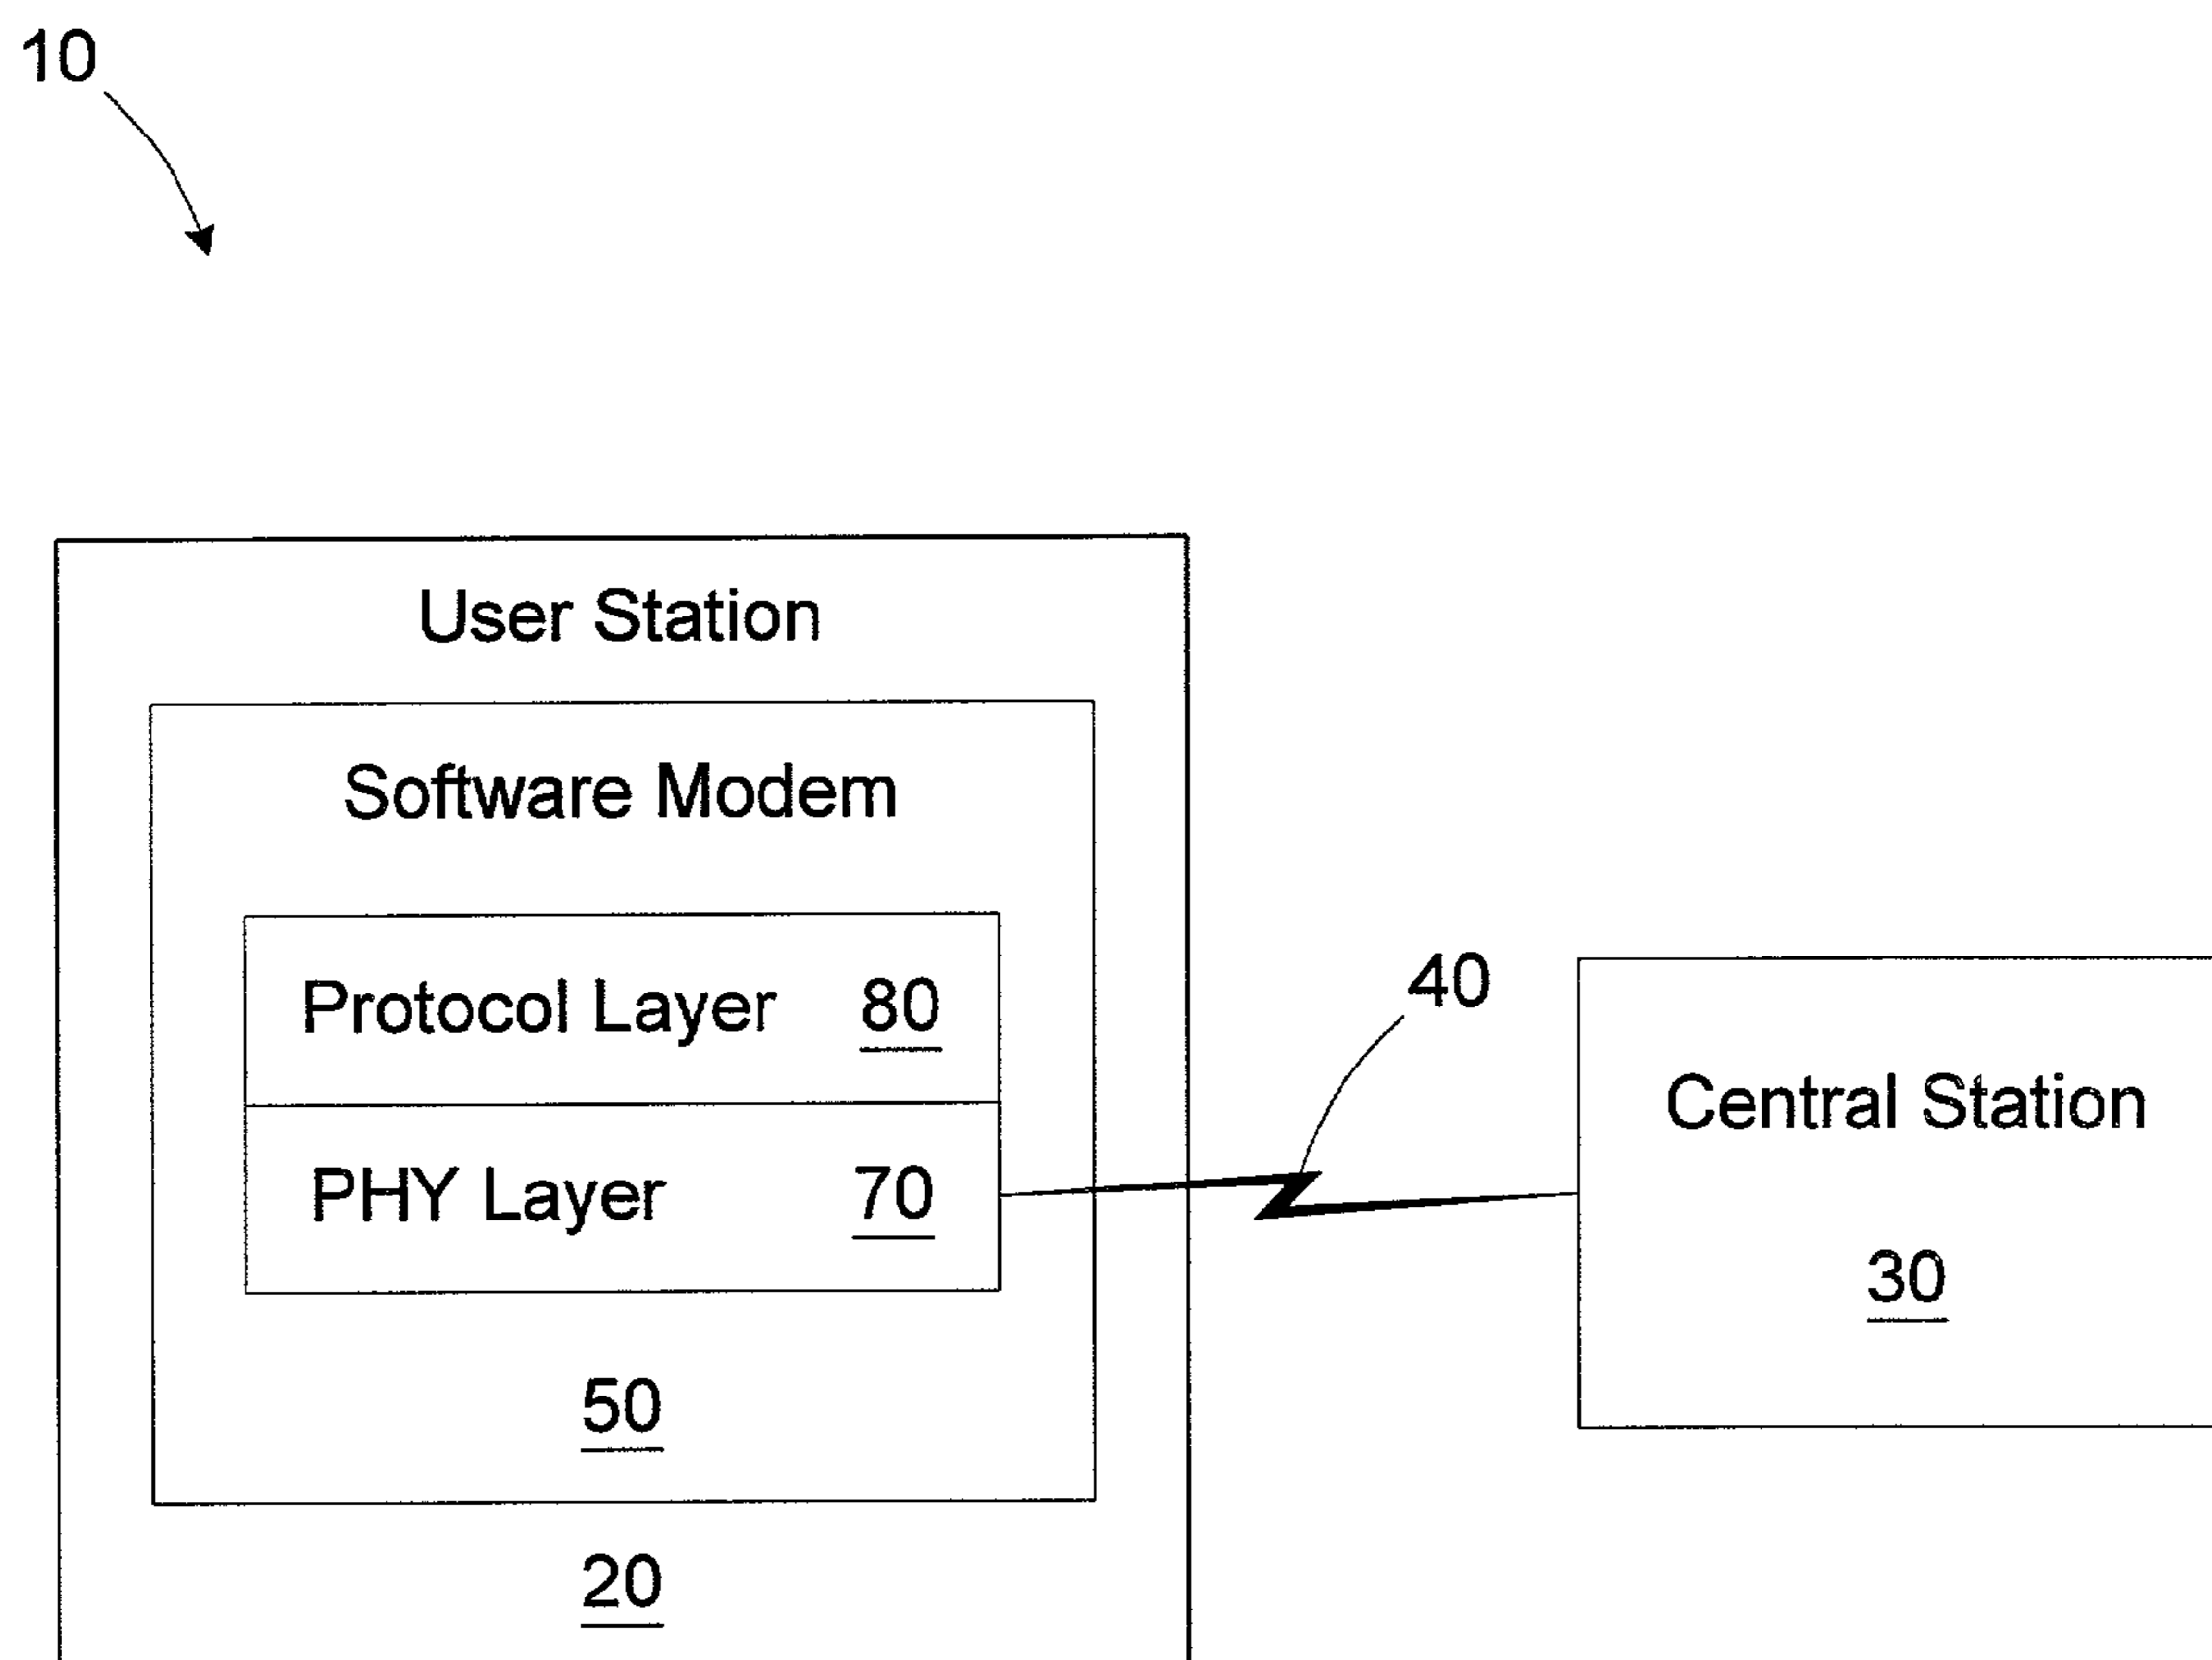 10
User Station
Software Modem
Protocol Layer 80
40
Central Station
PHY Layer 70
30
50
20